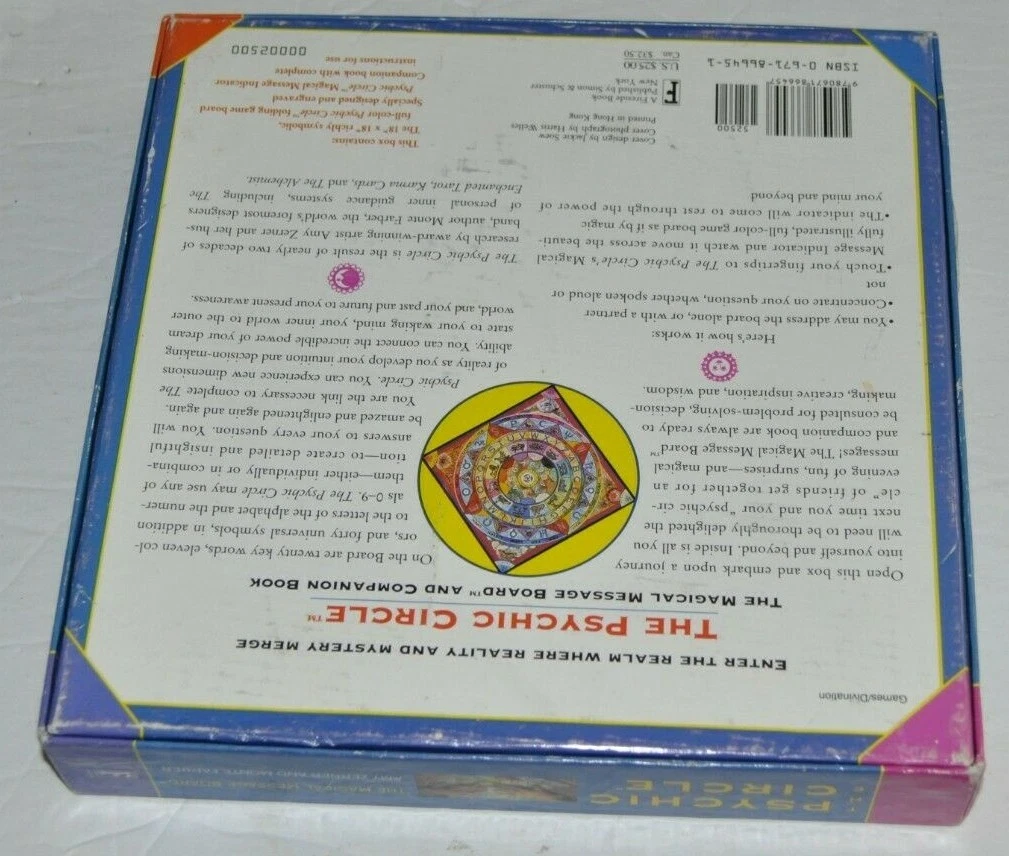 Games/Divination
ENTER THE REALM WHERE REALITY AND MYSTERY MERGE
THE PSYCHIC CIRCLE™
THE MAGICAL MESSAGE BOARD™ AND COMPANION BOOK
Open this box and embark upon a journey
into yourself and beyond. Inside is all you
will need to be thoroughly delighted the
next time you and your "psychic cir-
cle" of friends get together for an
evening of fun, surprises—and magical
messages! The Magical Message Board™
and companion book are always ready to
be consulted for problem-solving, decision-
making, creative inspiration, and wisdom.
Here's how it works:
•You may address the board alone, or with a partner
•Concentrate on your question, whether spoken aloud or
not
•Touch your fingertips to The Psychic Circle's Magical
Message Indicator and watch it move across the beauti-
fully illustrated, full-color game board as if by magic
•The indicator will come to rest through the power of
your mind and beyond
On the Board are twenty key words, eleven col-
ors, and forty universal symbols, in addition
to the letters of the alphabet and the numer-
als 0–9. The Psychic Circle may use any of
them—either individually or in combina-
tion—to create detailed and insightful
answers to your every question. You will
be amazed and enlightened again and again.
You are the link necessary to complete The
Psychic Circle. You can experience new dimensions
of reality as you develop your intuition and decision-making
ability. You can connect the incredible power of your dream
state to your waking mind, your inner world to the outer
world, and your past and future to your present awareness.
The Psychic Circle is the result of nearly two decades of
research by award-winning artist Amy Zerner and her hus-
band, author Monte Farber, the world's foremost designers
of personal inner guidance systems, including The
Enchanted Tarot, Karma Cards, and The Alchemist.
This box contains:
The 18" x 18" richly symbolic,
full-color Psychic Circle™ folding game board
Specially designed and engraved
Psychic Circle™ Magical Message Indicator
Companion book with complete
instructions for use
00002500
Cover design by Jackie Seow
Cover photograph by Harris Welles
Printed in Hong Kong
F
A Fireside Book
Published by Simon & Schuster
New York
U.S. $25.00
Can. $32.50
52500
9 780671 866457
ISBN 0-671-86645-1
THE
PSYCHIC
CIRCLE
THE MAGICAL MESSAGE BOARD
AMY ZERNER AND MONTE FARBER